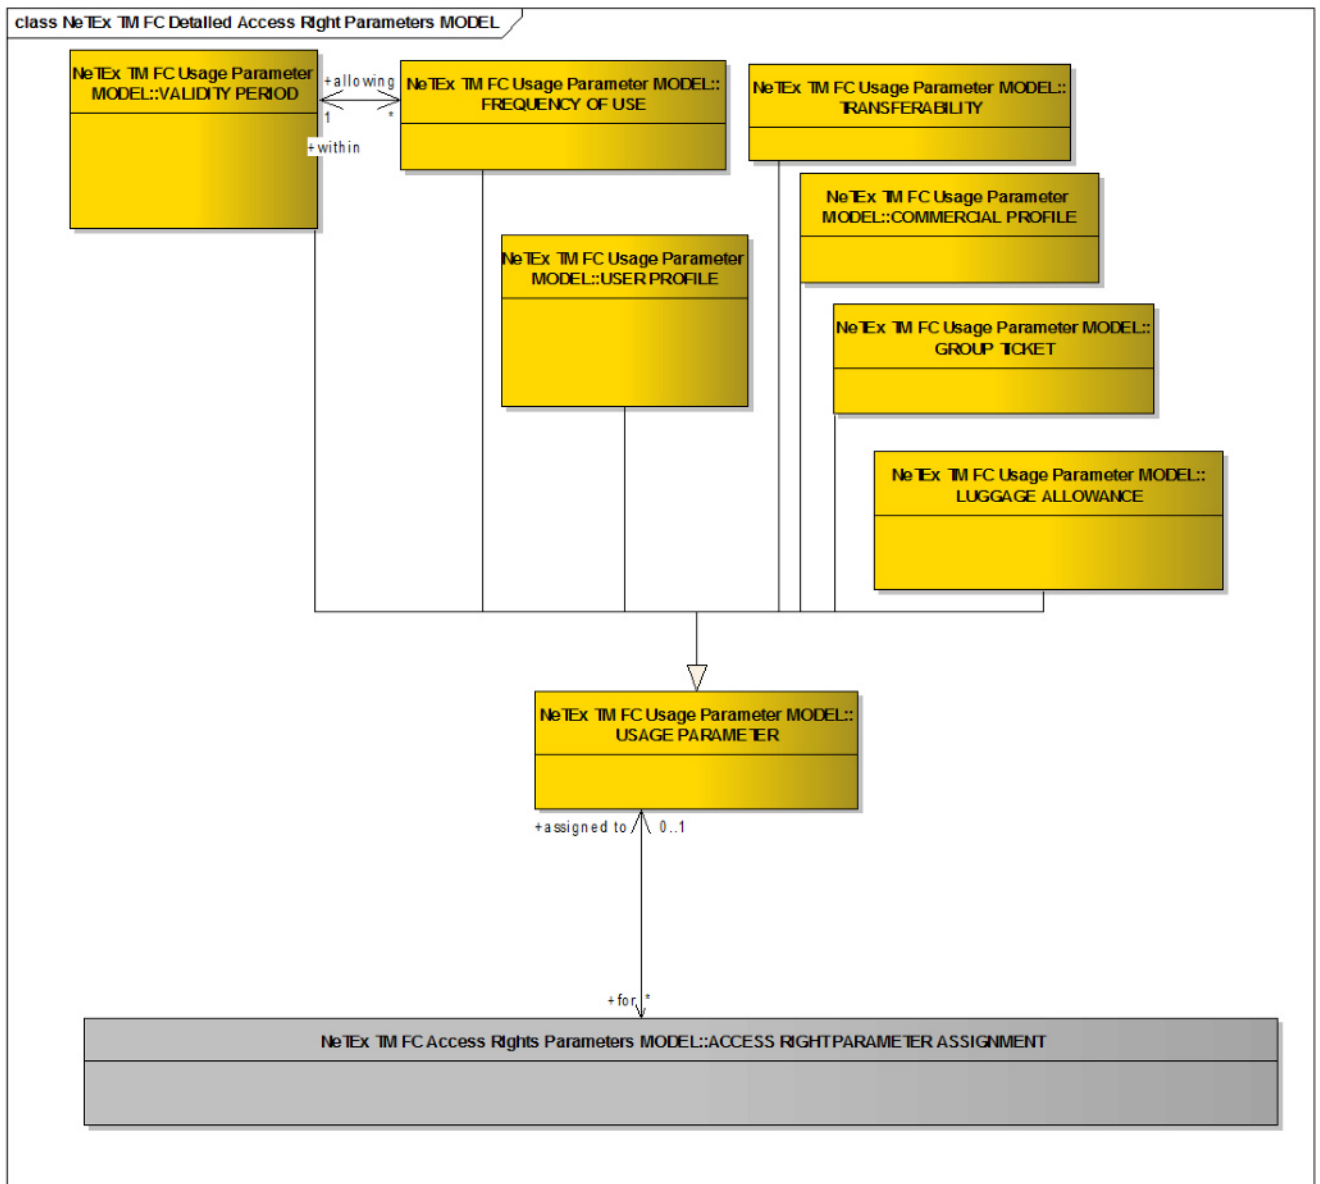 class NeTEx TM FC Detailed Access Right Parameters MODEL
NeTEx TM FC Usage Parameter
MODEL::VALIDITY PERIOD
+allowing
1
*
+within
NeTEx TM FC Usage Parameter MODEL::
FREQUENCY OF USE
NeTEx TM FC Usage Parameter MODEL::
TRANSFERABILITY
NeTEx TM FC Usage Parameter
MODEL::COMMERCIAL PROFILE
NeTEx TM FC Usage Parameter
MODEL::USER PROFILE
NeTEx TM FC Usage Parameter MODEL::
GROUP TICKET
NeTEx TM FC Usage Parameter MODEL::
LUGGAGE ALLOWANCE
NeTEx TM FC Usage Parameter MODEL::
USAGE PARAMETER
+assigned to 0..1
+for *
NeTEx TM FC Access Rights Parameters MODEL::ACCESS RIGHT PARAMETER ASSIGNMENT